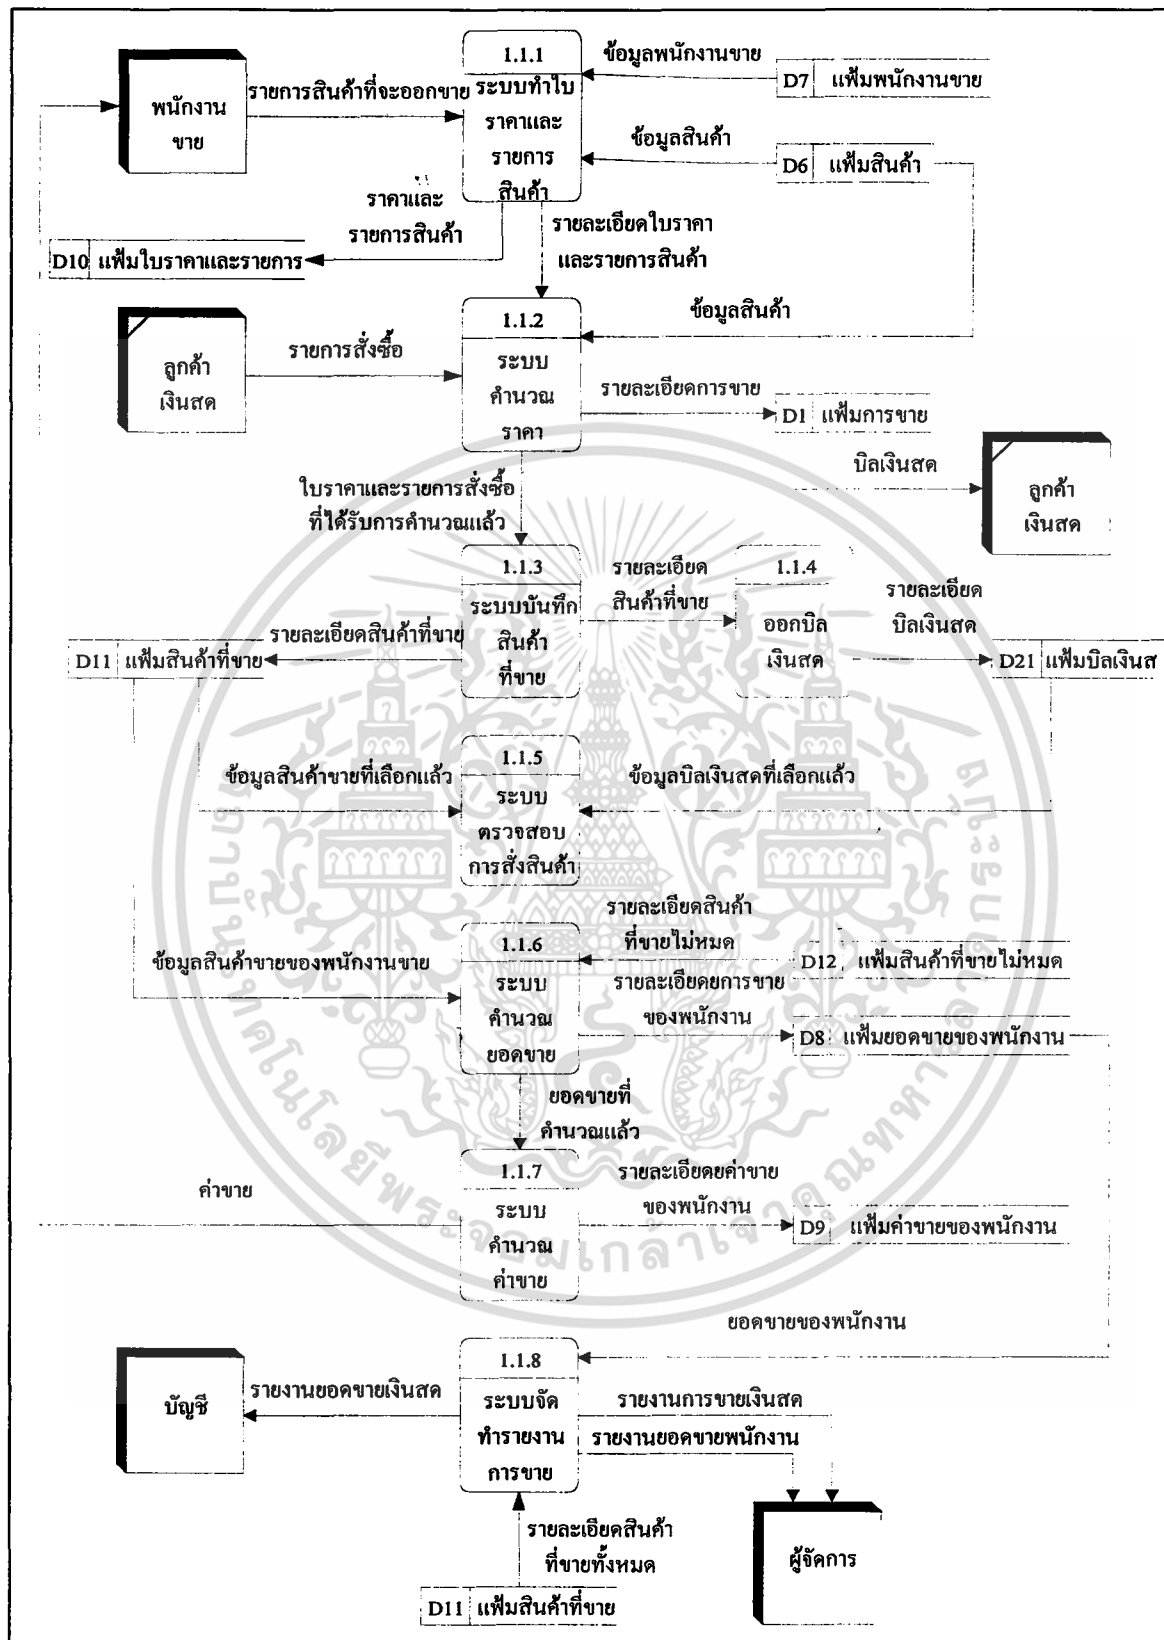 1.1.1
ระบบทำใบ
ราคาและ
รายการ
สินค้า
พนักงาน
ขาย
รายการสินค้าที่จะออกขาย
ข้อมูลพนักงานขาย
D7 แฟ้มพนักงานขาย
ข้อมูลสินค้า
D6 แฟ้มสินค้า
ราคาและ
รายการสินค้า
D10 แฟ้มใบราคาและรายการ
รายละเอียดใบราคา
และรายการสินค้า
ลูกค้า
เงินสด
รายการสั่งซื้อ
1.1.2
ระบบ
คำนวณ
ราคา
ข้อมูลสินค้า
รายละเอียดการขาย
D1 แฟ้มการขาย
บิลเงินสด
ลูกค้า
เงินสด
ใบราคาและรายการสั่งซื้อ
ที่ได้รับการคำนวณแล้ว
1.1.3
ระบบบันทึก
สินค้า
ที่ขาย
รายละเอียด
สินค้าที่ขาย
1.1.4
ออกบิล
เงินสด
รายละเอียด
บิลเงินสด
รายละเอียดสินค้าที่ขาย
D11 แฟ้มสินค้าที่ขาย
D21 แฟ้มบิลเงินส
1.1.5
ระบบ
ตรวจสอบ
การสั่งสินค้า
ข้อมูลสินค้าขายที่เลือกแล้ว
ข้อมูลบิลเงินสดที่เลือกแล้ว
1.1.6
ระบบ
คำนวณ
ยอดขาย
ข้อมูลสินค้าขายของพนักงานขาย
รายละเอียดสินค้า
ที่ขายไม่หมด
D12 แฟ้มสินค้าที่ขายไม่หมด
รายละเอียดยการขาย
ของพนักงาน
D8 แฟ้มยอดขายของพนักงาน
ยอดขายที่
คำนวณแล้ว
1.1.7
ระบบ
คำนวณ
ค่าขาย
ค่าขาย
รายละเอียดยค่าขาย
ของพนักงาน
D9 แฟ้มค่าขายของพนักงาน
ยอดขายของพนักงาน
1.1.8
ระบบจัด
ทำรายงาน
การขาย
บัญชี
รายงานยอดขายเงินสด
รายงานการขายเงินสด
รายงานยอดขายพนักงาน
ผู้จัดการ
รายละเอียดสินค้า
ที่ขายทั้งหมด
D11 แฟ้มสินค้าที่ขาย
สถาบันเทคโนโลยีพระจอมเกล้าเจ้าคุณทหารลาดกระบัง